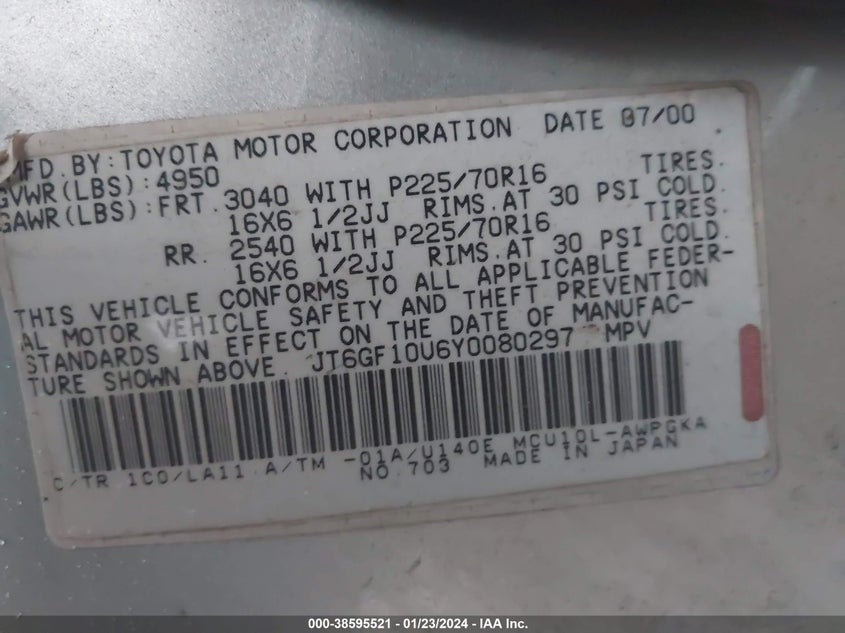 MFD. BY: TOYOTA MOTOR CORPORATION DATE 07/00
GVWR(LBS): 4950
GAWR(LBS): FRT. 3040 WITH P225/70R16 TIRES.
16X6 1/2JJ RIMS. AT 30 PSI COLD.
RR. 2540 WITH P225/70R16 TIRES.
16X6 1/2JJ RIMS. AT 30 PSI COLD.
THIS VEHICLE CONFORMS TO ALL APPLICABLE FEDER-
AL MOTOR VEHICLE SAFETY AND THEFT PREVENTION
STANDARDS IN EFFECT ON THE DATE OF MANUFAC-
TURE SHOWN ABOVE. JT6GF10U6Y0080297 MPV
C/TR 1C0/LA11 A/TM -01A/U140E MCU10L-AWPGKA
NO.703 MADE IN JAPAN
000-38595521 - 01/23/2024 - IAA Inc.